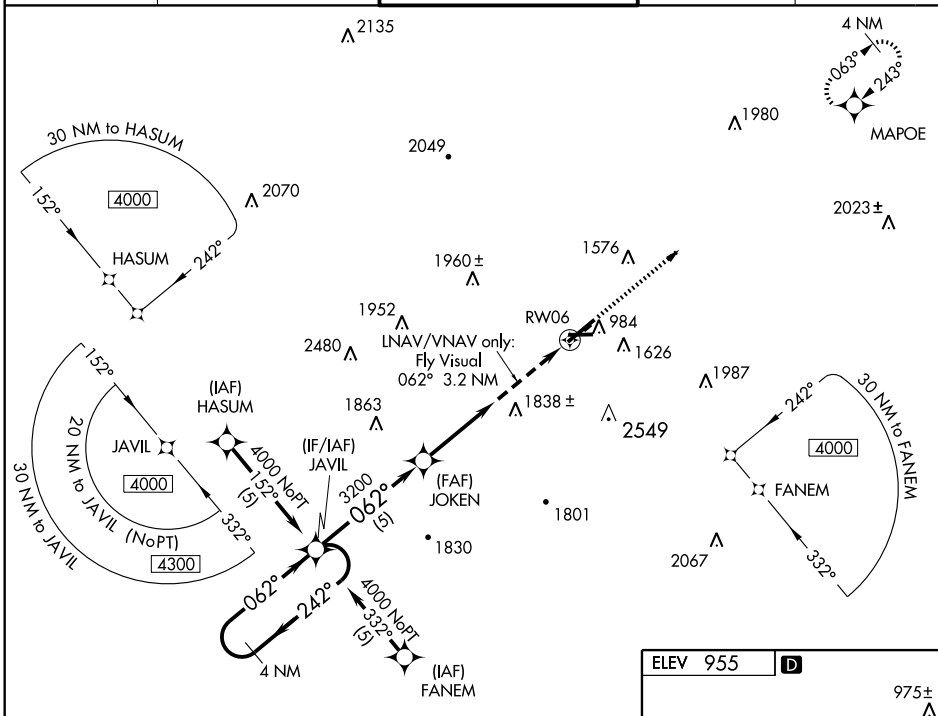 2135
4 NM
063°
243°
MAPOE
1980
30 NM to HASUM
4000
152°
242°
HASUM
2070
2049
2023±
1576
1960±
RW06
984
1952
LNAV/VNAV only:
Fly Visual
062° 3.2 NM
1626
2480
1987
152°
(IAF)
HASUM
1863
1838±
2549
30 NM to FANEM
242°
4000
JAVIL
20 NM to JAVIL (NoPT)
4000
30 NM to JAVIL
4300
332°
(IF/IAF)
JAVIL
4000 NoPT
152°
(5)
3200
062°
(5)
(FAF)
JOKEN
1801
FANEM
1830
2067
332°
062°
242°
4 NM
4000 NoPT
332°
(5)
(IAF)
FANEM
ELEV 955
D
975±